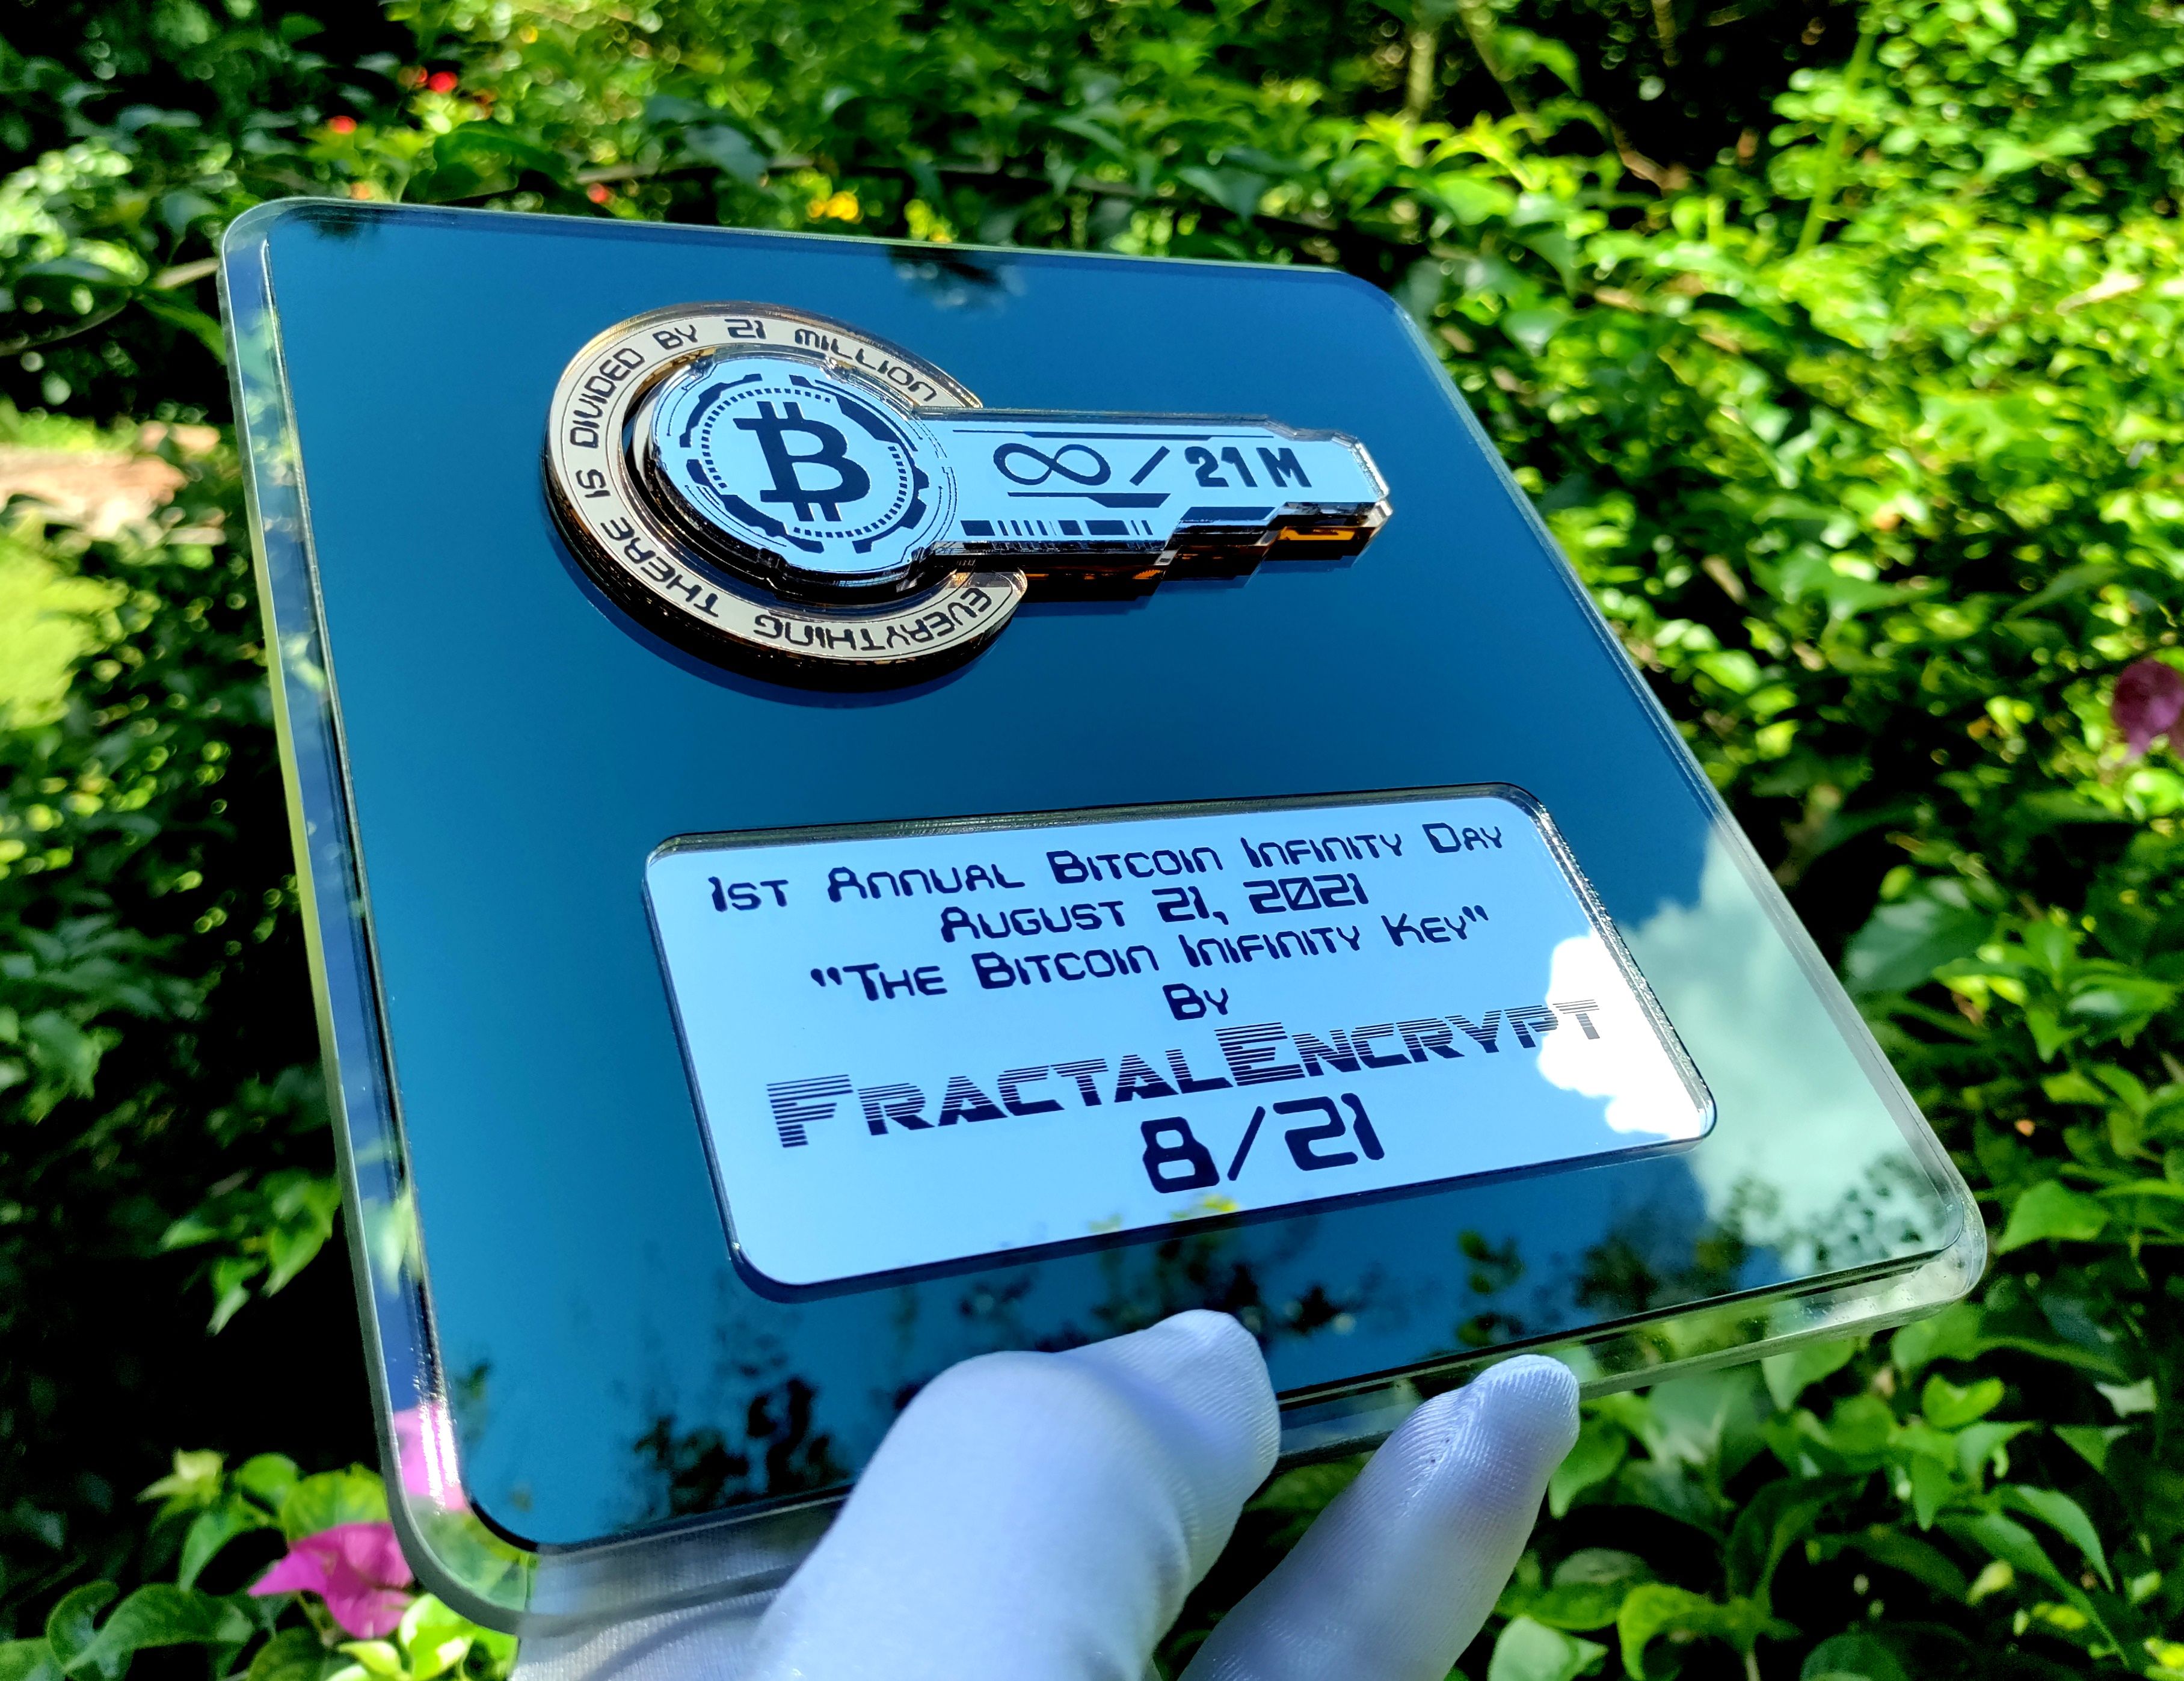 EVERYTHING THERE IS DIVIDED BY 21 MILLION
∞/21M
1st Annual Bitcoin Infinity Day
August 21, 2021
"The Bitcoin Inifinity Key"
By
FractalEncrypt
8/21